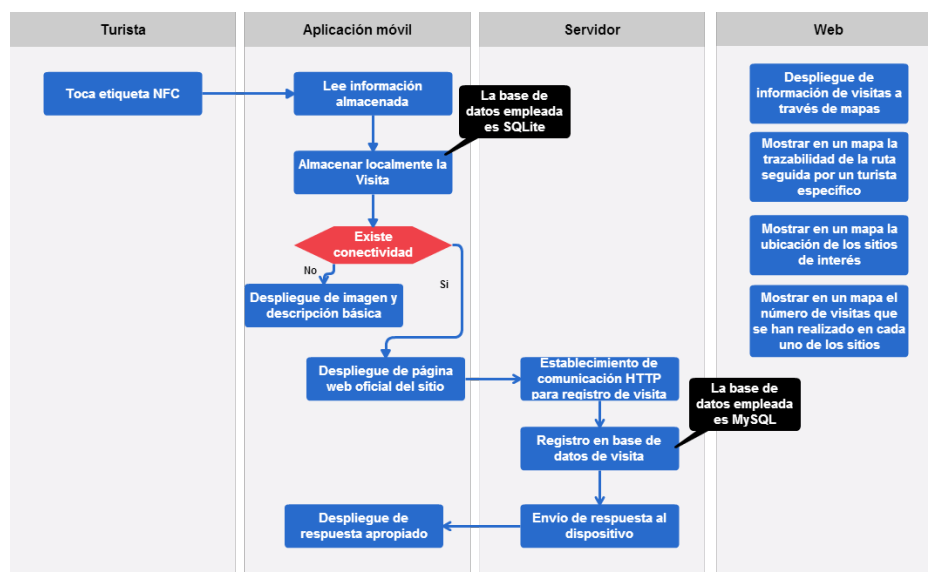 Turista
Aplicación móvil
Servidor
Web
Toca etiqueta NFC
Lee información
almacenada
La base de
datos empleada
es SQLite
Almacenar localmente la
Visita
Existe
conectividad
No
Si
Despliegue de imagen y
descripción básica
Despliegue de página
web oficial del sitio
Establecimiento de
comunicación HTTP
para registro de visita
La base de
datos empleada
es MySQL
Registro en base de
datos de visita
Envio de respuesta al
dispositivo
Despliegue de
respuesta apropiado
Despliegue de
información de visitas a
través de mapas
Mostrar en un mapa la
trazabilidad de la ruta
seguida por un turista
específico
Mostrar en un mapa la
ubicación de los sitios
de interés
Mostrar en un mapa el
número de visitas que
se han realizado en cada
uno de los sitios